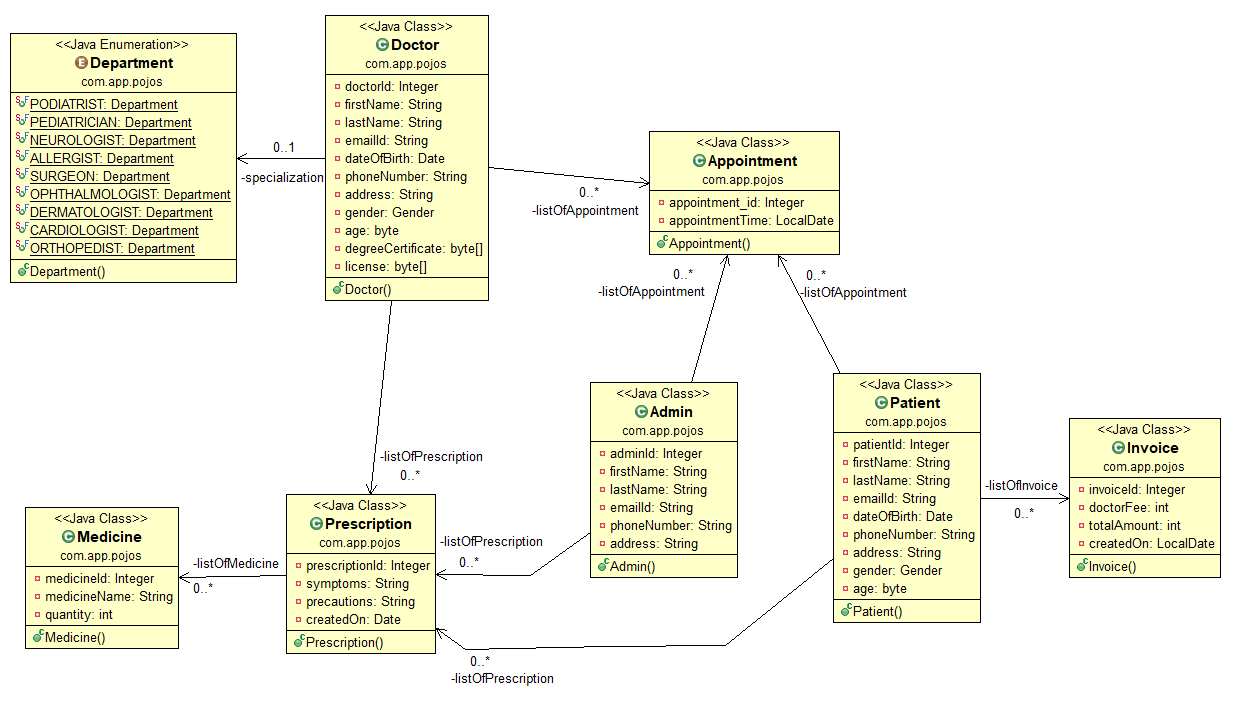 <<Java Enumeration>>
Department
com.app.pojos
PODIATRIST: Department
PEDIATRICIAN: Department
NEUROLOGIST: Department
ALLERGIST: Department
SURGEON: Department
OPHTHALMOLOGIST: Department
DERMATOLOGIST: Department
CARDIOLOGIST: Department
ORTHOPEDIST: Department
Department()
0..1
-specialization
<<Java Class>>
Doctor
com.app.pojos
doctorId: Integer
firstName: String
lastName: String
emailId: String
dateOfBirth: Date
phoneNumber: String
address: String
gender: Gender
age: byte
degreeCertificate: byte[]
license: byte[]
Doctor()
0..*
-listOfAppointment
<<Java Class>>
Appointment
com.app.pojos
appointment_id: Integer
appointmentTime: LocalDate
Appointment()
0..*
-listOfAppointment
0..*
-listOfAppointment
-listOfPrescription
0..*
<<Java Class>>
Medicine
com.app.pojos
medicineId: Integer
medicineName: String
quantity: int
Medicine()
-listOfMedicine
0..*
<<Java Class>>
Prescription
com.app.pojos
prescriptionId: Integer
symptoms: String
precautions: String
createdOn: Date
Prescription()
-listOfPrescription
0..*
0..*
-listOfPrescription
<<Java Class>>
Admin
com.app.pojos
adminId: Integer
firstName: String
lastName: String
emailId: String
phoneNumber: String
address: String
Admin()
<<Java Class>>
Patient
com.app.pojos
patientId: Integer
firstName: String
lastName: String
emailId: String
dateOfBirth: Date
phoneNumber: String
address: String
gender: Gender
age: byte
Patient()
-listOfInvoice
0..*
<<Java Class>>
Invoice
com.app.pojos
invoiceId: Integer
doctorFee: int
totalAmount: int
createdOn: LocalDate
Invoice()